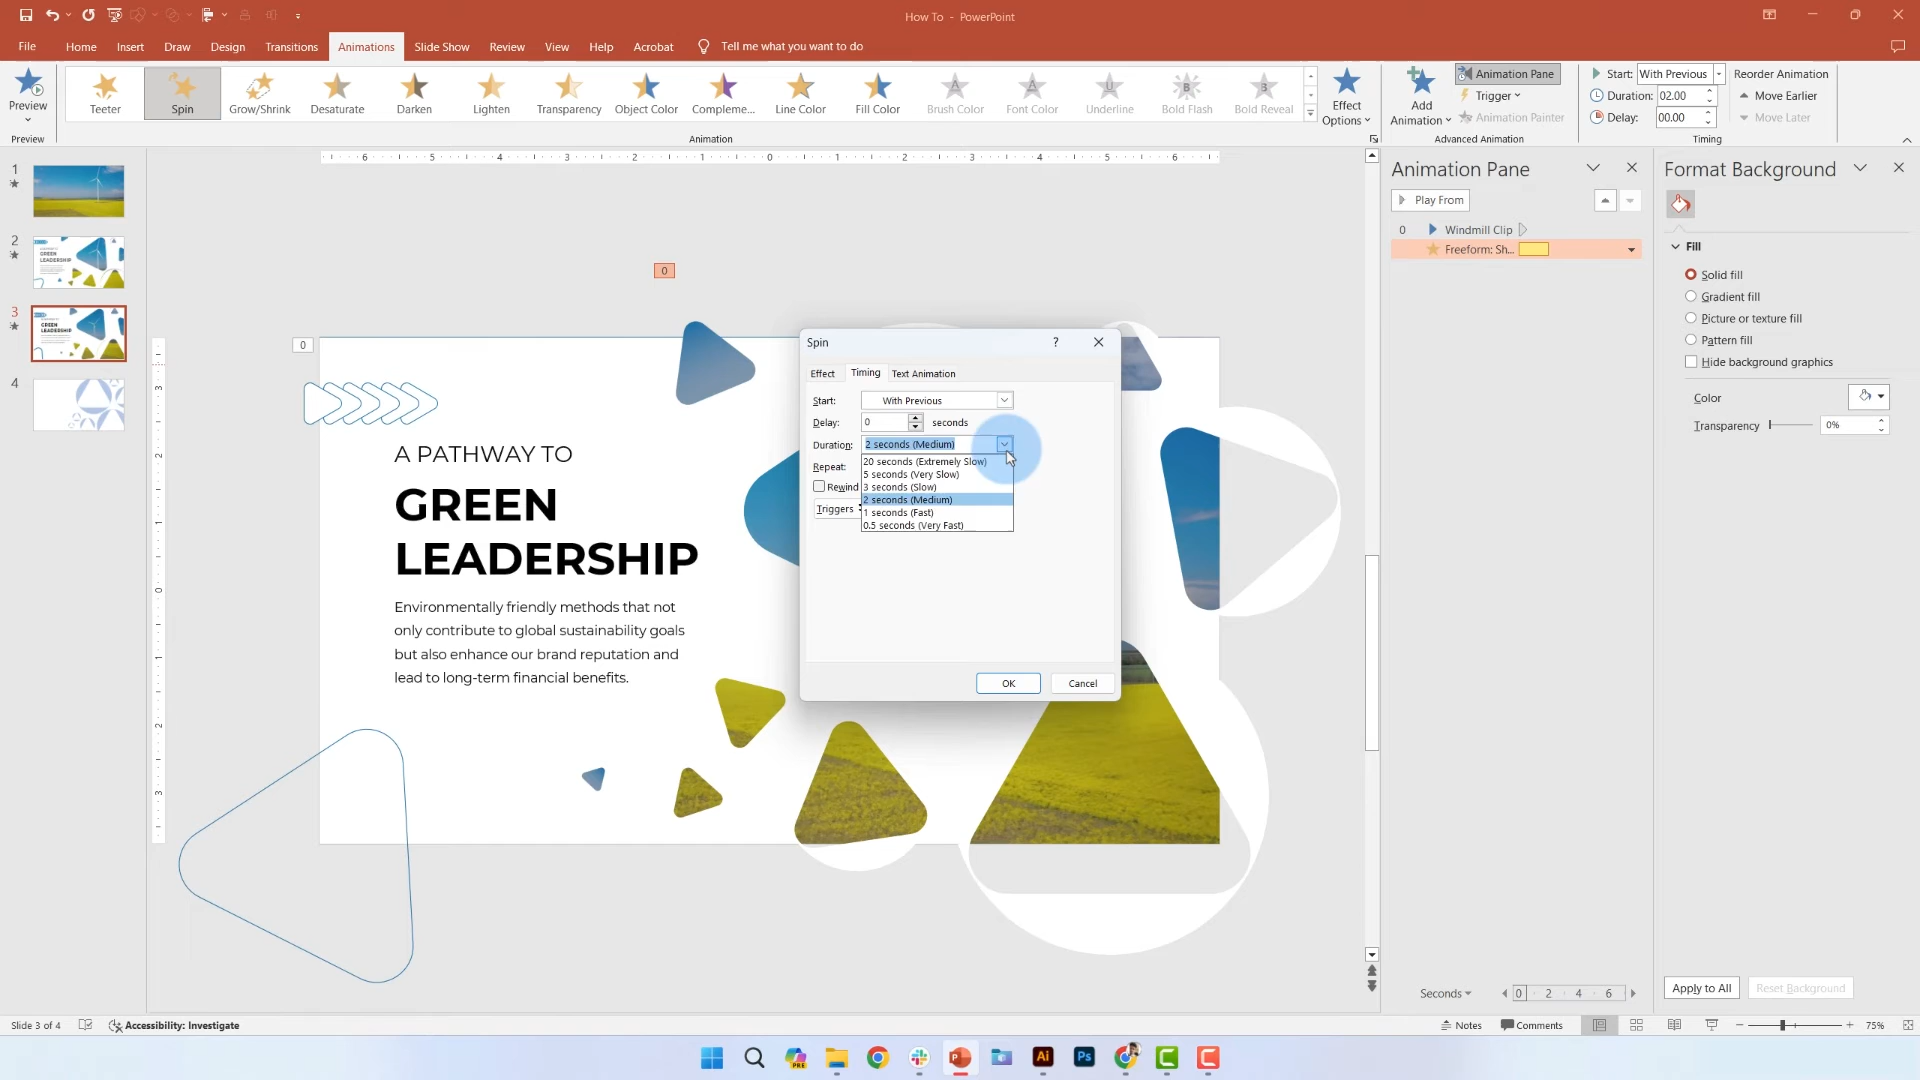 How To - PowerPoint
File Home Insert Draw Design Transitions Animations Slide Show Review View Help Acrobat Tell me what you want to do
Preview
Teeter Spin Grow/Shrink Desaturate Darken Lighten Transparency Object Color Compleme... Line Color Fill Color Brush Color Font Color Underline Bold Flash Bold Reveal
Effect
Options
Add
Animation
Animation Pane
Trigger
Animation Painter
Start: With Previous
Duration: 02.00
Delay: 00.00
Reorder Animation
Move Earlier
Move Later
Preview Animation Advanced Animation Timing
1
2
3
4
0
0
A PATHWAY TO
GREEN
LEADERSHIP
Environmentally friendly methods that not
only contribute to global sustainability goals
but also enhance our brand reputation and
lead to long-term financial benefits.
Spin ?
Effect Timing Text Animation
Start: With Previous
Delay: 0 seconds
Duration: 2 seconds (Medium)
Repeat:
Rewind
Triggers
20 seconds (Extremely Slow)
5 seconds (Very Slow)
3 seconds (Slow)
2 seconds (Medium)
1 seconds (Fast)
0.5 seconds (Very Fast)
OK Cancel
Animation Pane
Play From
0 Windmill Clip
Freeform: Sh...
Seconds 0 2 4 6
Format Background
Fill
Solid fill
Gradient fill
Picture or texture fill
Pattern fill
Hide background graphics
Color
Transparency 0%
Apply to All Reset Background
Slide 3 of 4 Accessibility: Investigate Notes Comments 75%
PRE Ai Ps